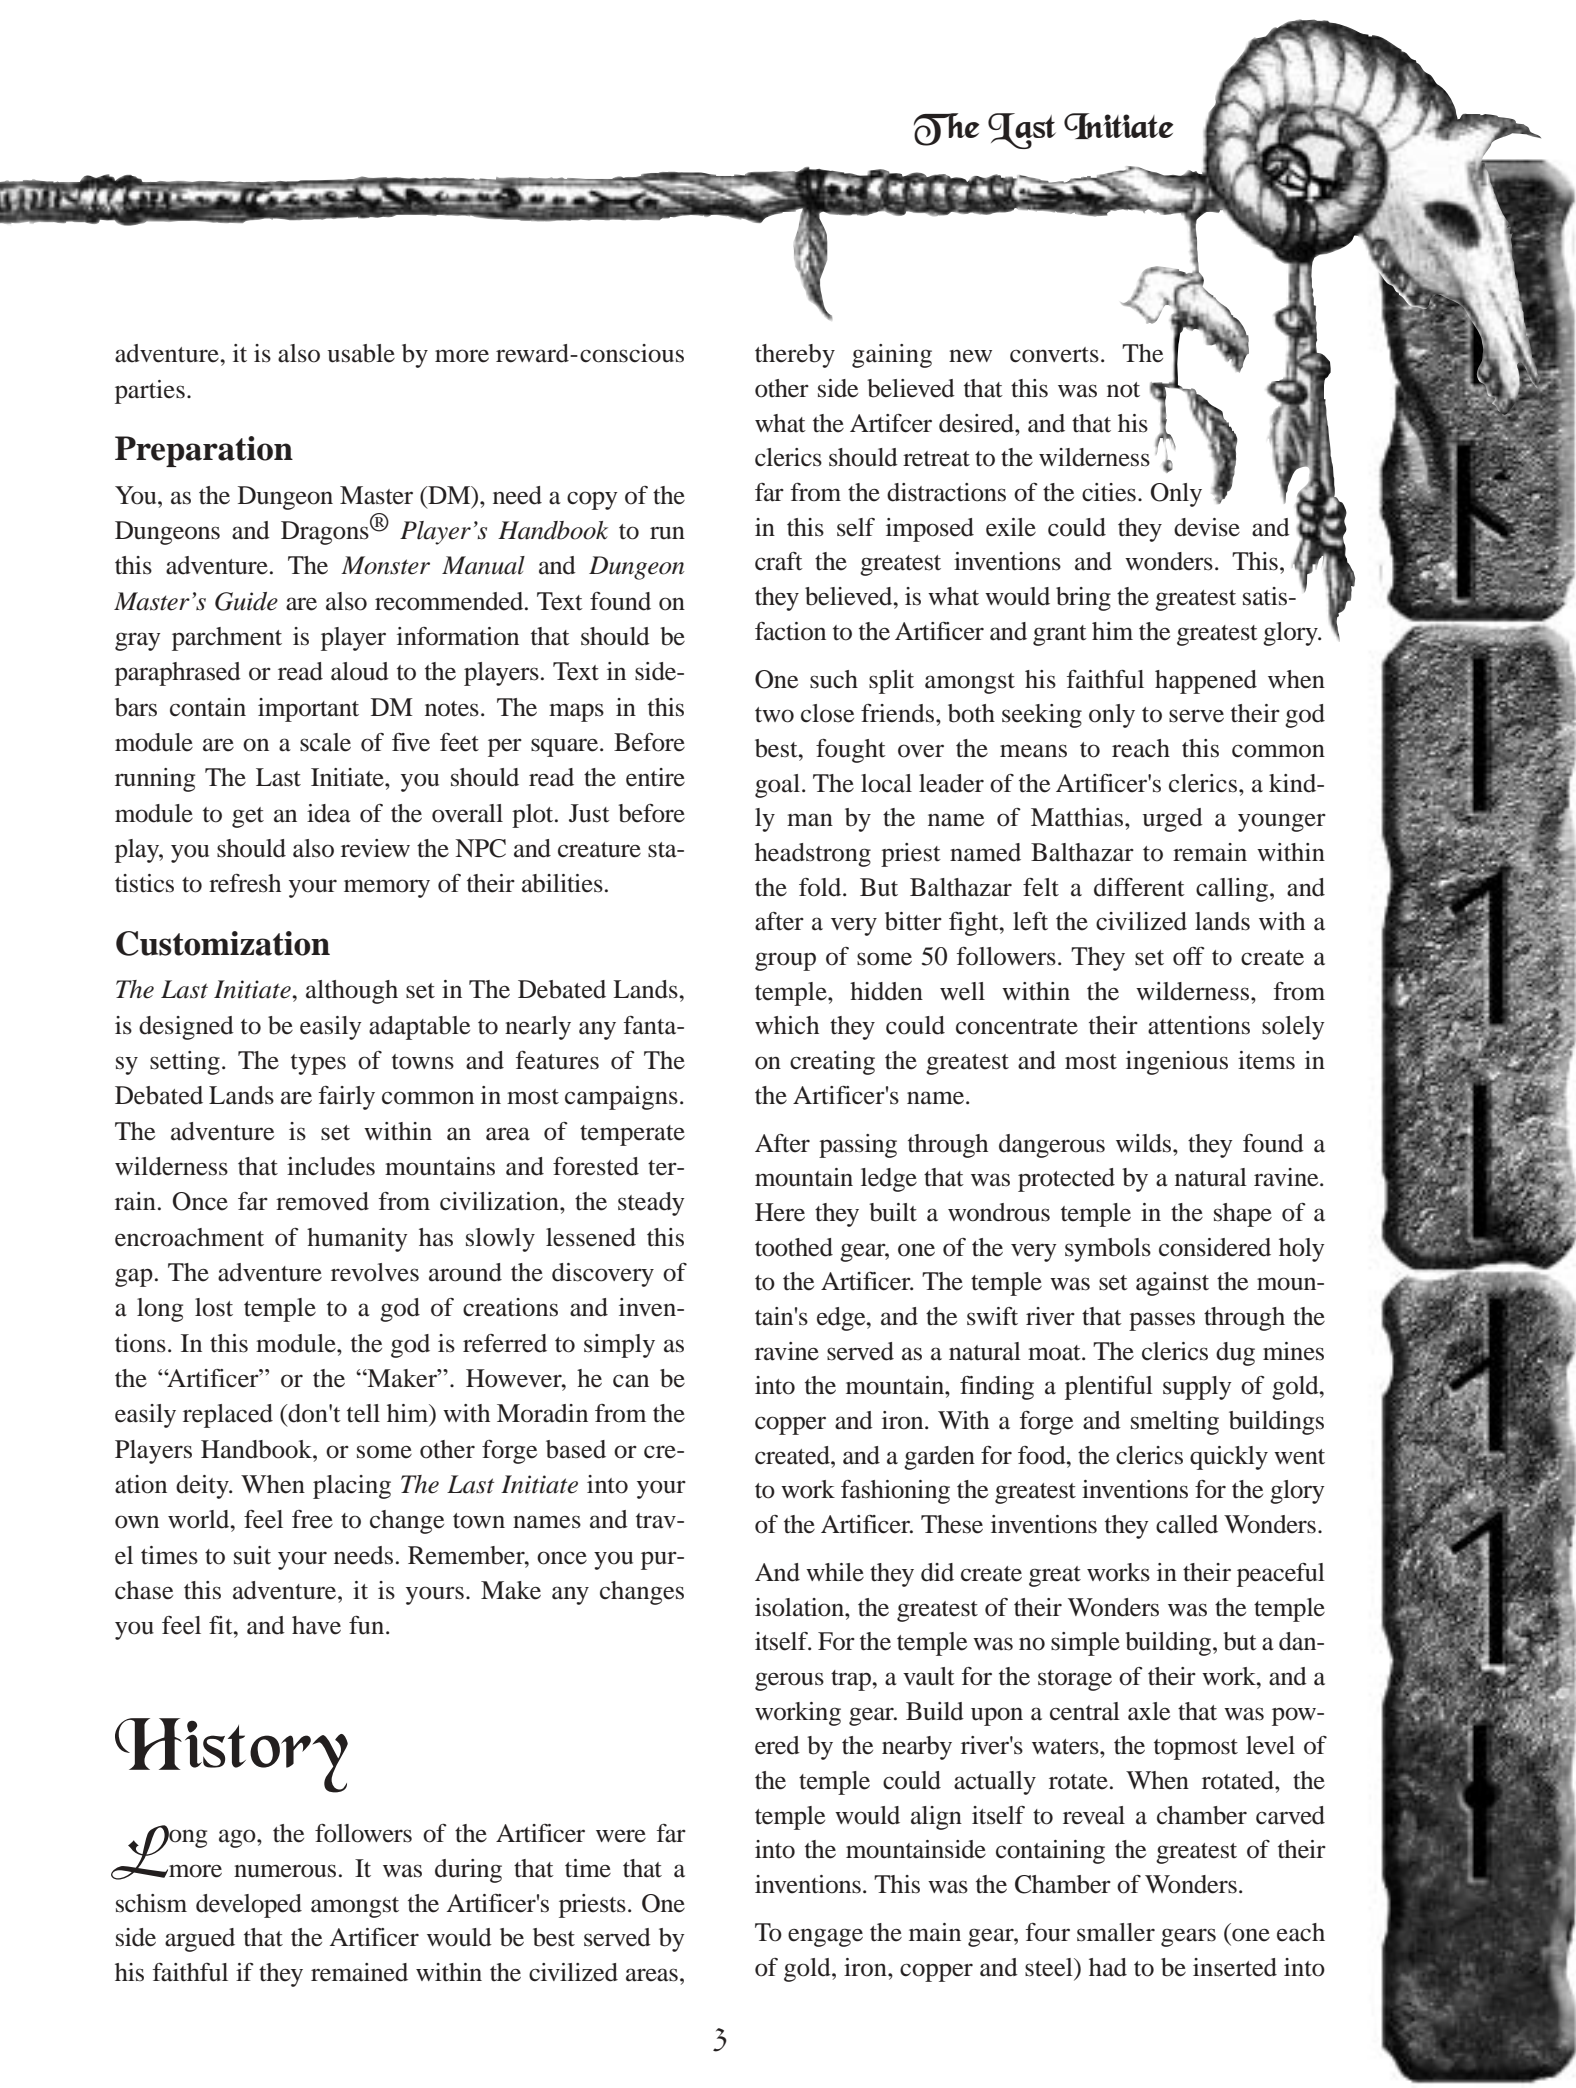 The Last Initiate
adventure, it is also usable by more reward-conscious
parties.
Preparation
You, as the Dungeon Master (DM), need a copy of the
Dungeons and Dragons® Player's Handbook to run
this adventure. The Monster Manual and Dungeon
Master's Guide are also recommended. Text found on
gray parchment is player information that should be
paraphrased or read aloud to the players. Text in side-
bars contain important DM notes. The maps in this
module are on a scale of five feet per square. Before
running The Last Initiate, you should read the entire
module to get an idea of the overall plot. Just before
play, you should also review the NPC and creature sta-
tistics to refresh your memory of their abilities.
Customization
The Last Initiate, although set in The Debated Lands,
is designed to be easily adaptable to nearly any fanta-
sy setting. The types of towns and features of The
Debated Lands are fairly common in most campaigns.
The adventure is set within an area of temperate
wilderness that includes mountains and forested ter-
rain. Once far removed from civilization, the steady
encroachment of humanity has slowly lessened this
gap. The adventure revolves around the discovery of
a long lost temple to a god of creations and inven-
tions. In this module, the god is referred to simply as
the “Artificer” or the “Maker”. However, he can be
easily replaced (don't tell him) with Moradin from the
Players Handbook, or some other forge based or cre-
ation deity. When placing The Last Initiate into your
own world, feel free to change town names and trav-
el times to suit your needs. Remember, once you pur-
chase this adventure, it is yours. Make any changes
you feel fit, and have fun.
History
Long ago, the followers of the Artificer were far
more numerous. It was during that time that a
schism developed amongst the Artificer's priests. One
side argued that the Artificer would be best served by
his faithful if they remained within the civilized areas,
thereby gaining new converts. The
other side believed that this was not
what the Artifcer desired, and that his
clerics should retreat to the wilderness
far from the distractions of the cities. Only
in this self imposed exile could they devise and
craft the greatest inventions and wonders. This,
they believed, is what would bring the greatest satis-
faction to the Artificer and grant him the greatest glory.
One such split amongst his faithful happened when
two close friends, both seeking only to serve their god
best, fought over the means to reach this common
goal. The local leader of the Artificer's clerics, a kind-
ly man by the name of Matthias, urged a younger
headstrong priest named Balthazar to remain within
the fold. But Balthazar felt a different calling, and
after a very bitter fight, left the civilized lands with a
group of some 50 followers. They set off to create a
temple, hidden well within the wilderness, from
which they could concentrate their attentions solely
on creating the greatest and most ingenious items in
the Artificer's name.
After passing through dangerous wilds, they found a
mountain ledge that was protected by a natural ravine.
Here they built a wondrous temple in the shape of a
toothed gear, one of the very symbols considered holy
to the Artificer. The temple was set against the moun-
tain's edge, and the swift river that passes through the
ravine served as a natural moat. The clerics dug mines
into the mountain, finding a plentiful supply of gold,
copper and iron. With a forge and smelting buildings
created, and a garden for food, the clerics quickly went
to work fashioning the greatest inventions for the glory
of the Artificer. These inventions they called Wonders.
And while they did create great works in their peaceful
isolation, the greatest of their Wonders was the temple
itself. For the temple was no simple building, but a dan-
gerous trap, a vault for the storage of their work, and a
working gear. Build upon a central axle that was pow-
ered by the nearby river's waters, the topmost level of
the temple could actually rotate. When rotated, the
temple would align itself to reveal a chamber carved
into the mountainside containing the greatest of their
inventions. This was the Chamber of Wonders.
To engage the main gear, four smaller gears (one each
of gold, iron, copper and steel) had to be inserted into
3